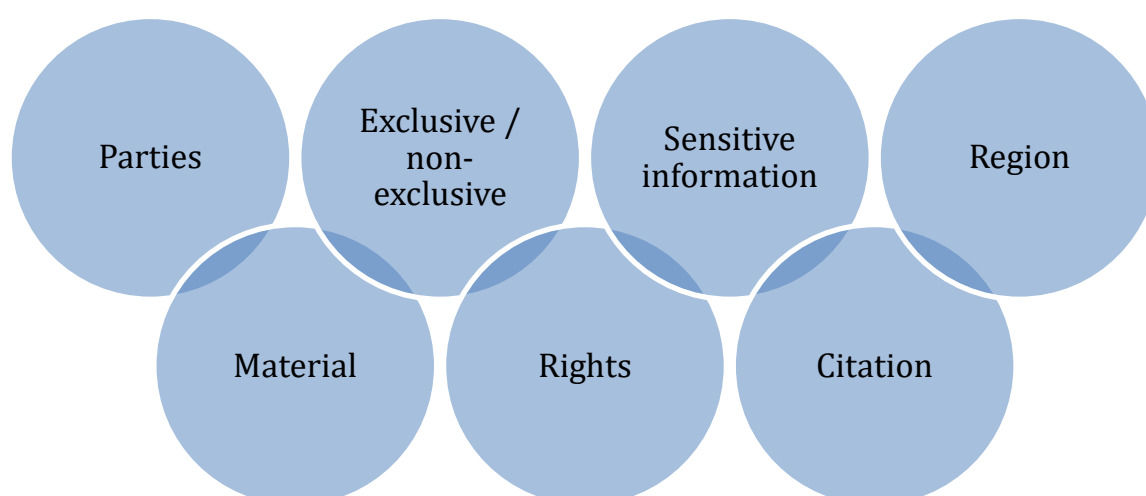 Parties
Exclusive /
non-
exclusive
Sensitive
information
Region
Material
Rights
Citation